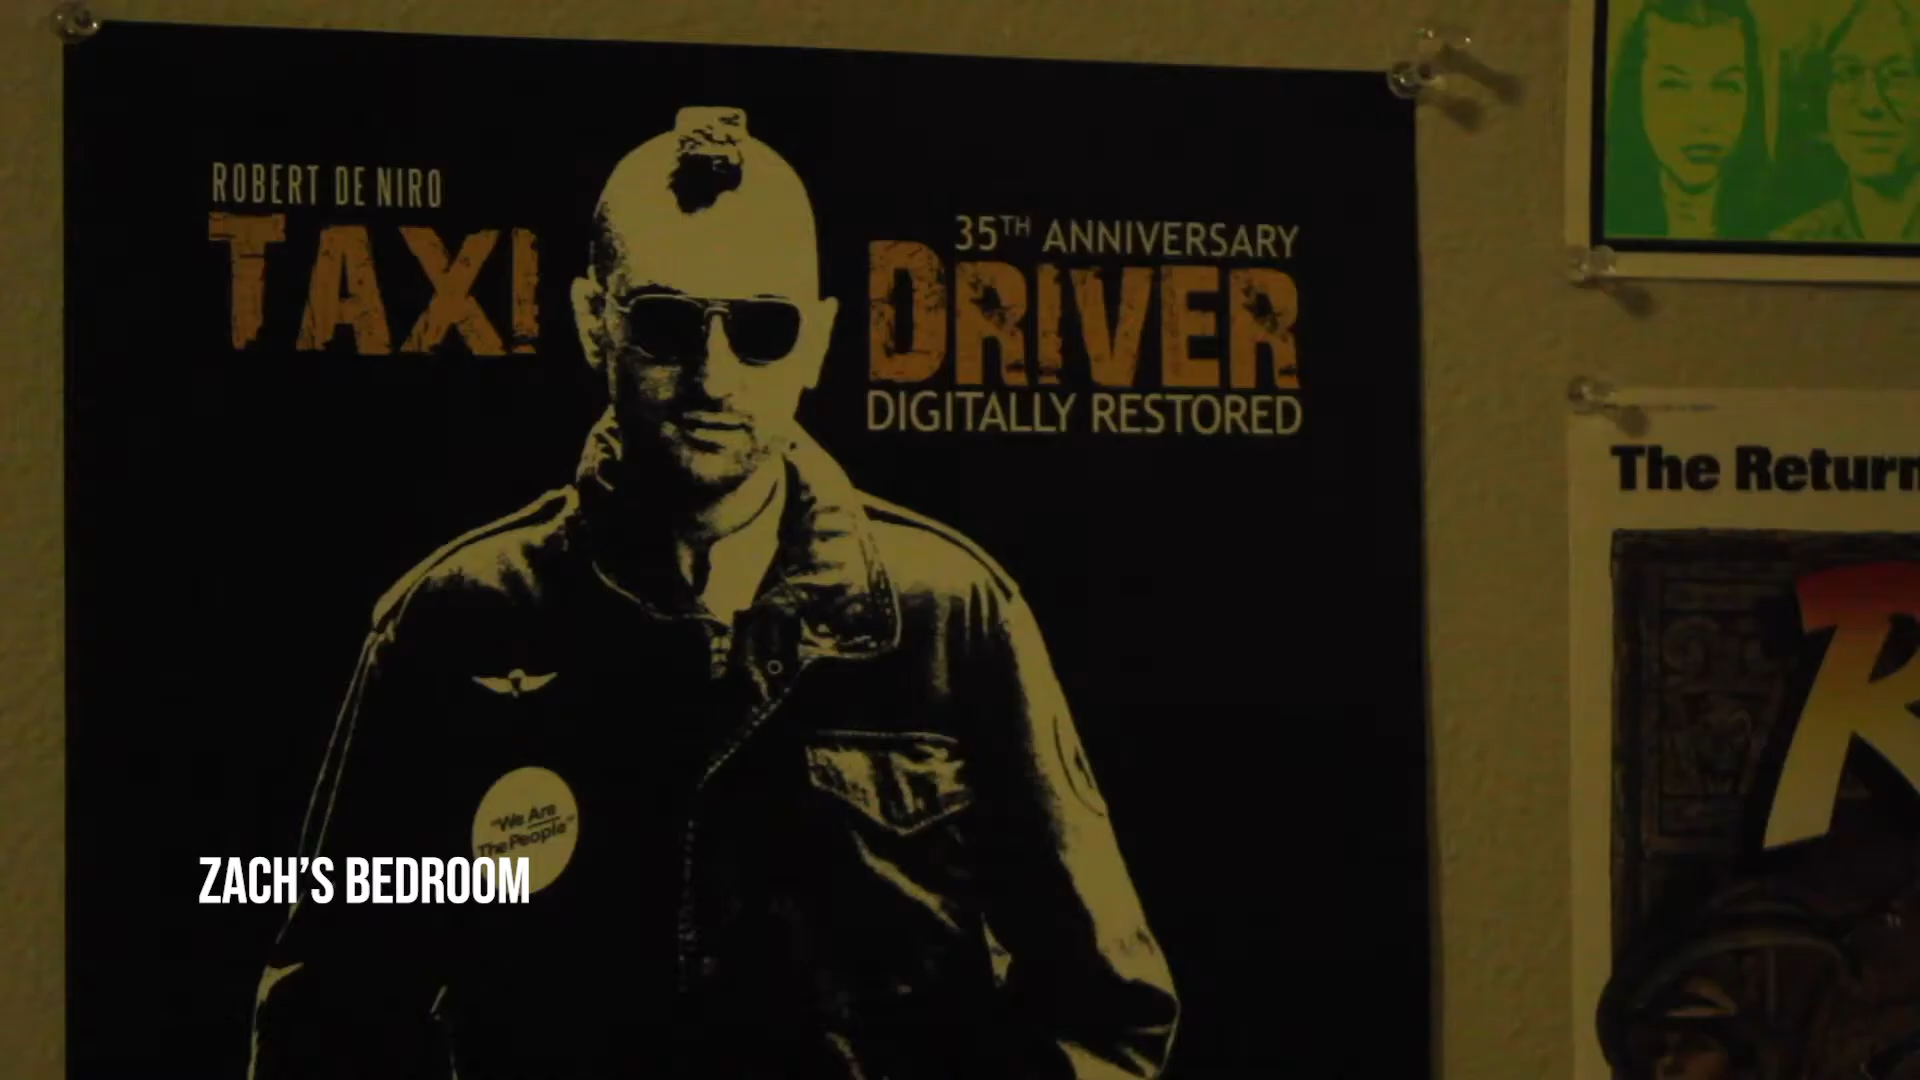 ROBERT DE NIRO
TAXI
35TH ANNIVERSARY
DRIVER
DIGITALLY RESTORED
The Return
R
"We Are
The People"
ZACH'S BEDROOM